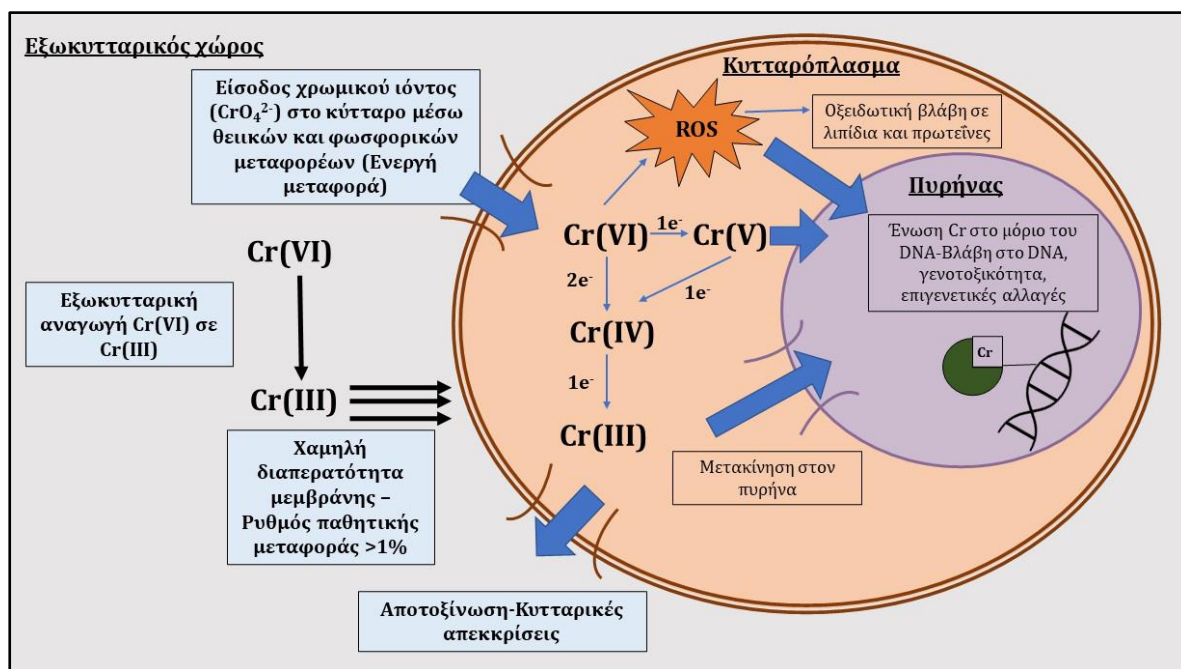 Εξωκυτταρικός χώρος
Είσοδος χρωμικού ιόντος
(CrO₄²⁻) στο κύτταρο μέσω
θειικών και φωσφορικών
μεταφορέων (Ενεργή
μεταφορά)
Κυτταρόπλασμα
ROS
Οξειδωτική βλάβη σε
λιπίδια και πρωτεΐνες
Πυρήνας
Ένωση Cr στο μόριο του
DNA-Βλάβη στο DNA,
γενοτοξικότητα,
επιγενετικές αλλαγές
Cr
Cr(VI)
1e⁻
Cr(V)
2e⁻
1e⁻
Cr(IV)
1e⁻
Cr(III)
Μετακίνηση στον
πυρήνα
Cr(VI)
Εξωκυτταρική
αναγωγή Cr(VI) σε
Cr(III)
Cr(III)
Χαμηλή
διαπερατότητα
μεμβράνης –
Ρυθμός παθητικής
μεταφοράς >1%
Αποτοξίνωση-Κυτταρικές
απεκκρίσεις